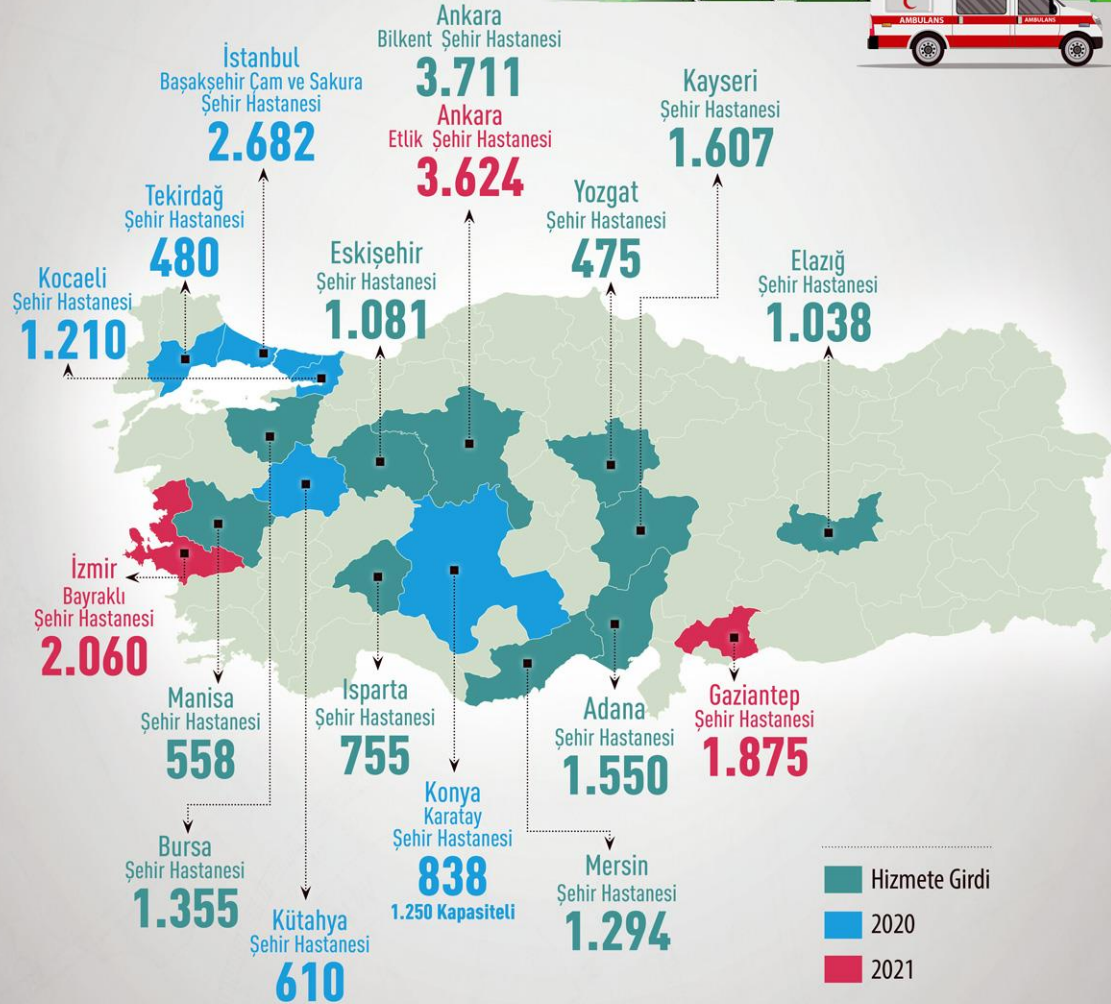 AMBULANS
AMBULANS
Ankara
Bilkent Şehir Hastanesi
3.711
Ankara
Etlik Şehir Hastanesi
3.624
İstanbul
Başakşehir Çam ve Sakura
Şehir Hastanesi
2.682
Kayseri
Şehir Hastanesi
1.607
Tekirdağ
Şehir Hastanesi
480
Yozgat
Şehir Hastanesi
475
Eskişehir
Şehir Hastanesi
1.081
Elazığ
Şehir Hastanesi
1.038
Kocaeli
Şehir Hastanesi
1.210
İzmir
Bayraklı
Şehir Hastanesi
2.060
Manisa
Şehir Hastanesi
558
Isparta
Şehir Hastanesi
755
Adana
Şehir Hastanesi
1.550
Gaziantep
Şehir Hastanesi
1.875
Konya
Karatay
Şehir Hastanesi
838
1.250 Kapasiteli
Bursa
Şehir Hastanesi
1.355
Mersin
Şehir Hastanesi
1.294
Kütahya
Şehir Hastanesi
610
Hizmete Girdi
2020
2021